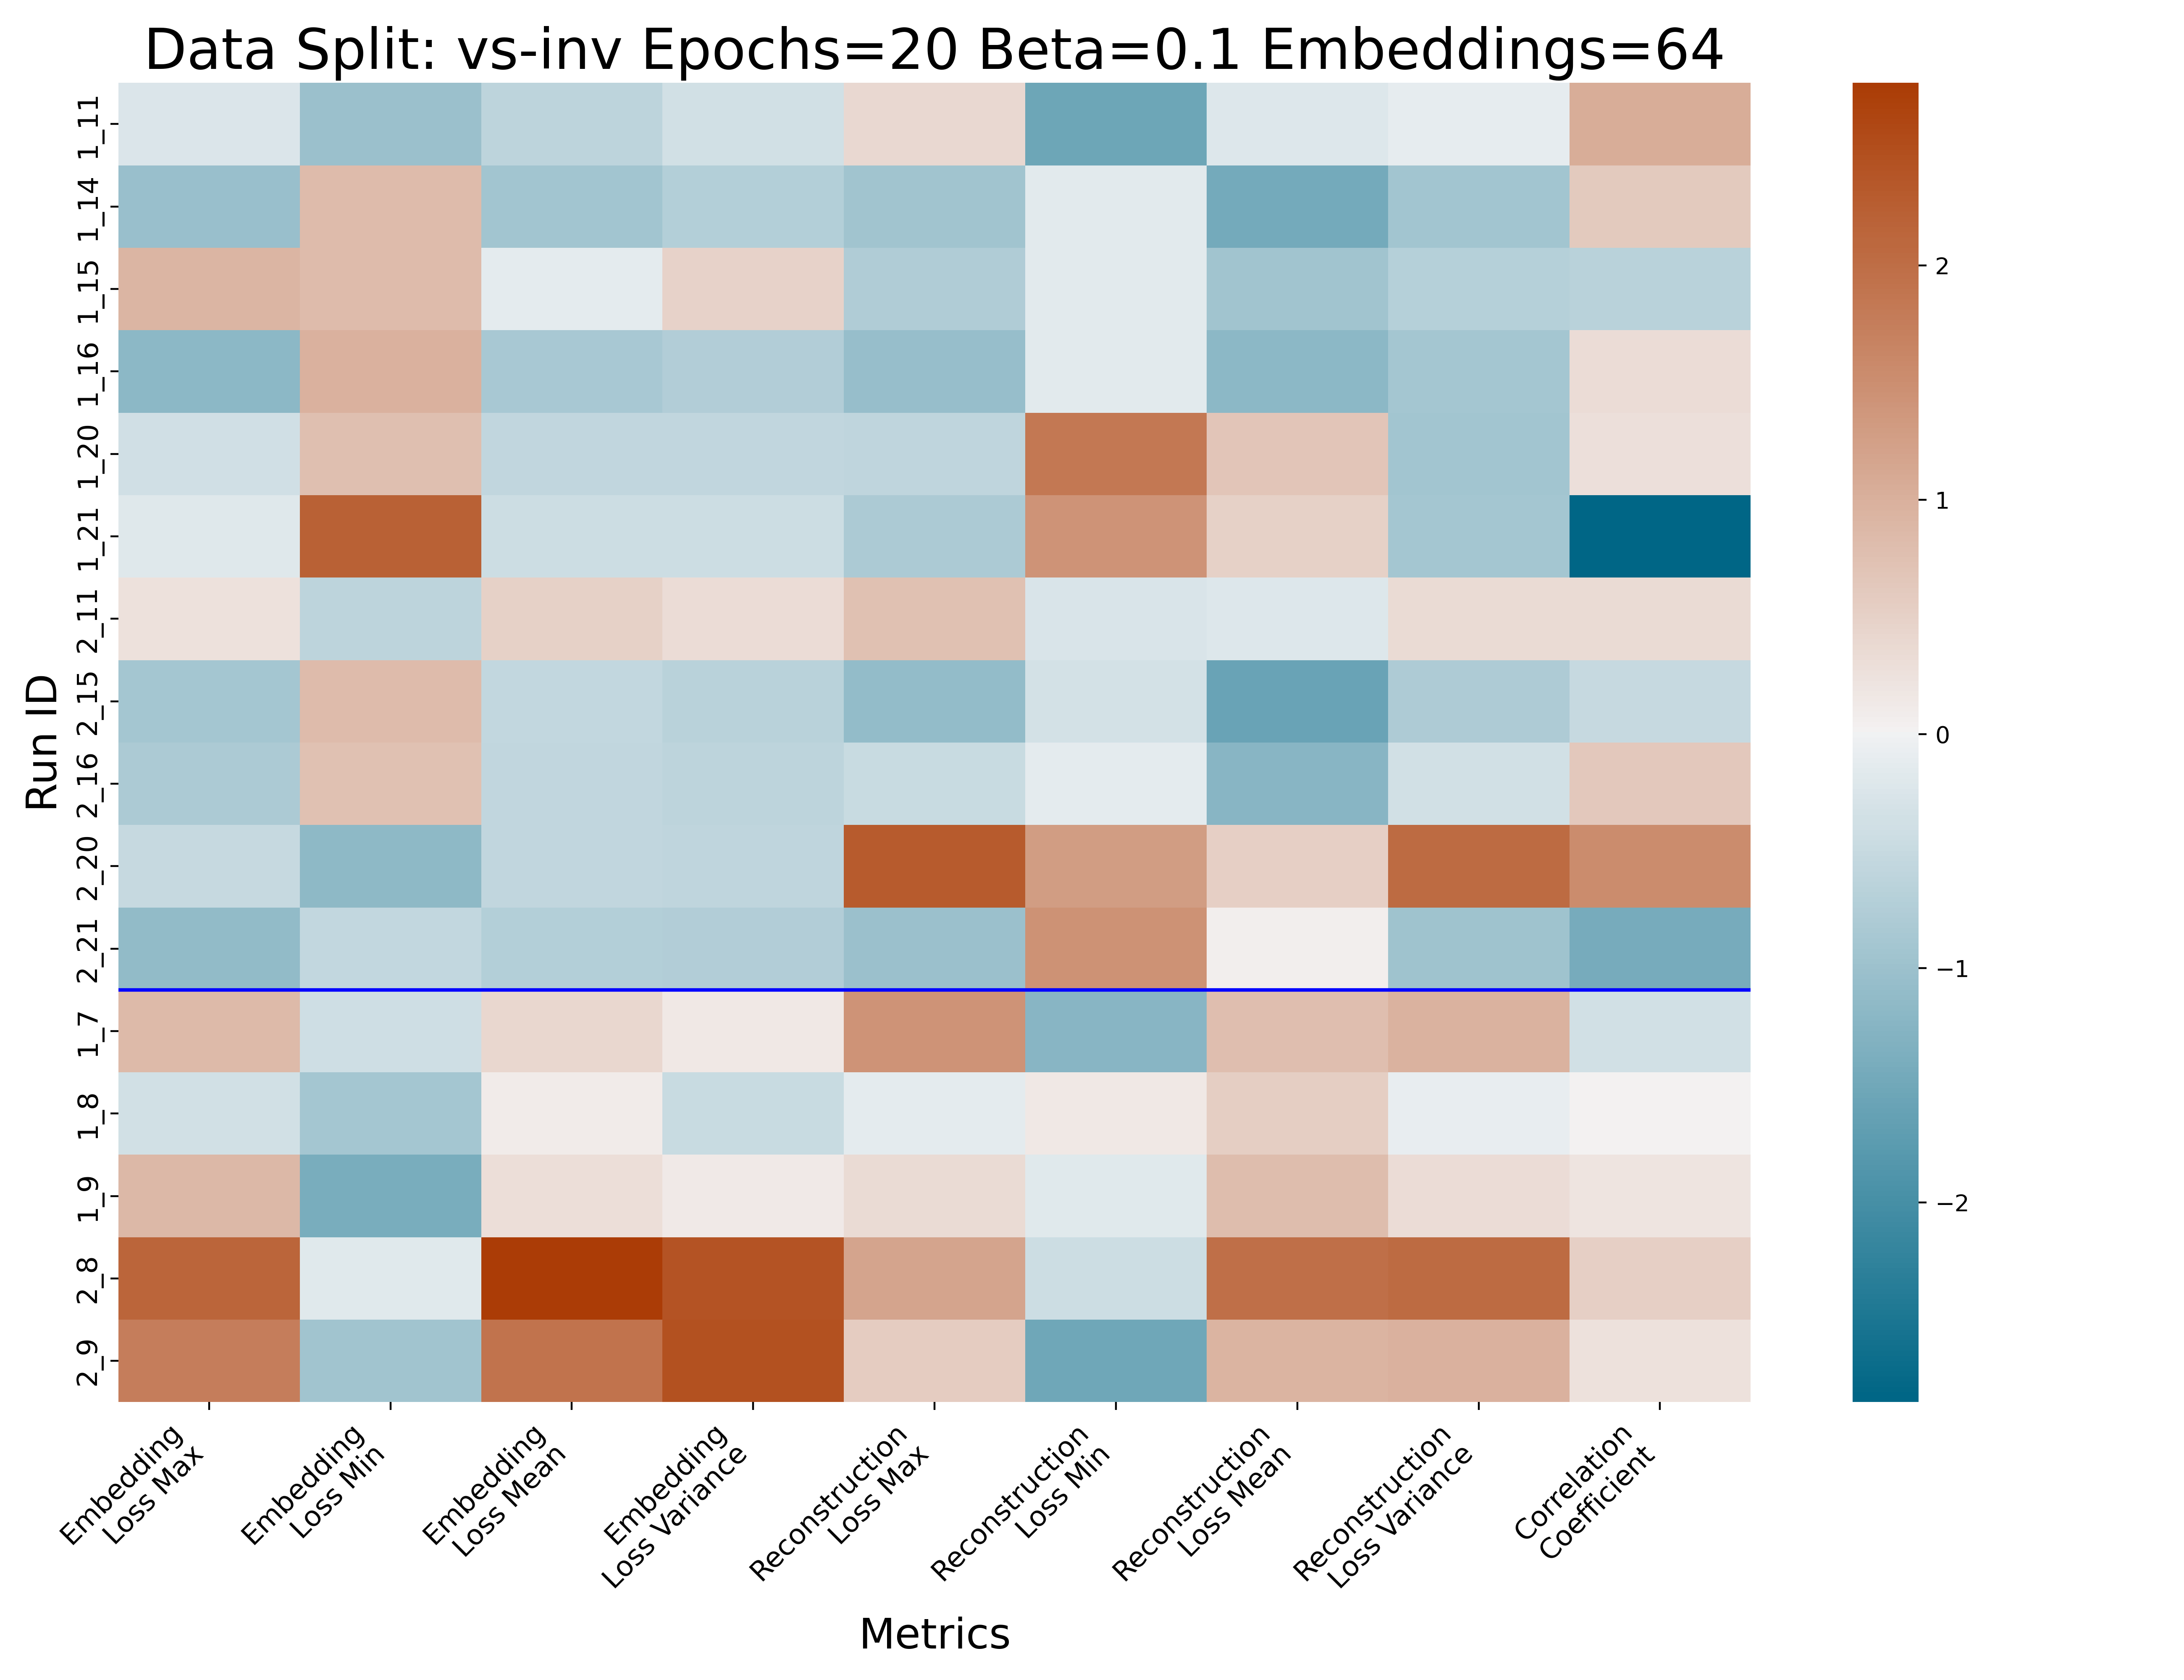 Data Split: vs-inv Epochs=20 Beta=0.1 Embeddings=64
Run ID
1_11
1_14
1_15
1_16
1_20
1_21
2_11
2_15
2_16
2_20
2_21
1_7
1_8
1_9
2_8
2_9
Embedding
Loss Max
Embedding
Loss Min
Embedding
Loss Mean
Embedding
Loss Variance
Reconstruction
Loss Max
Reconstruction
Loss Min
Reconstruction
Loss Mean
Reconstruction
Loss Variance
Correlation
Coefficient
Metrics
2
1
0
−1
−2